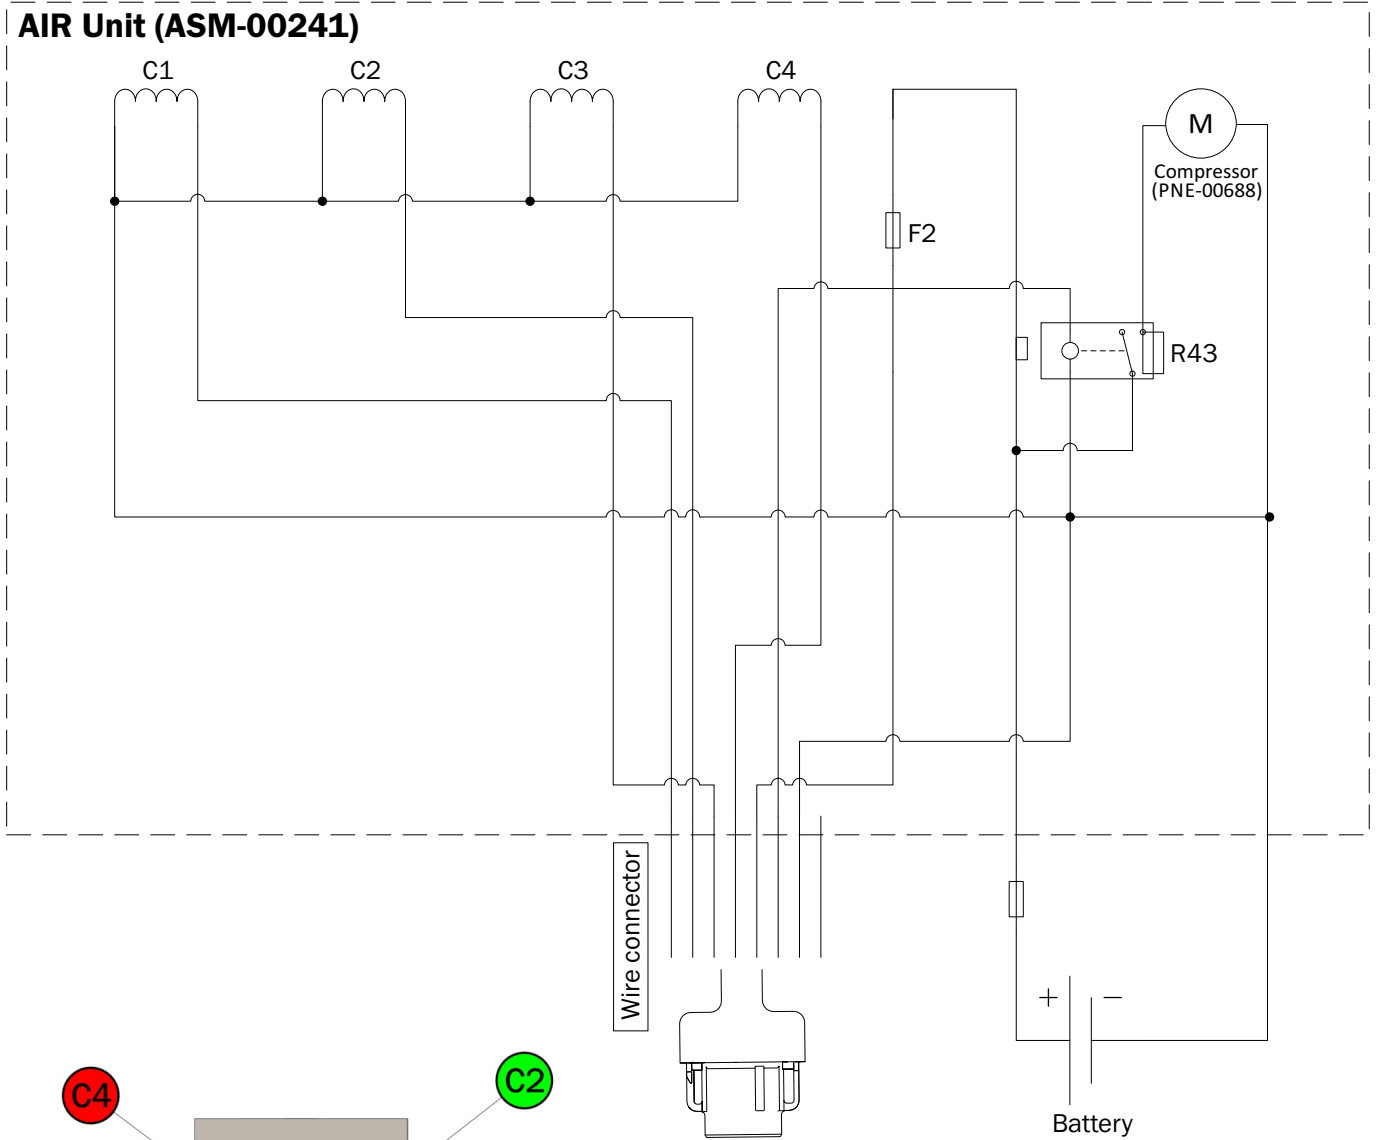 AIR Unit (ASM-00241)
C1
C2
C3
C4
M
Compressor
(PNE-00688)
F2
R43
Wire connector
+
−
Battery
C4
C2